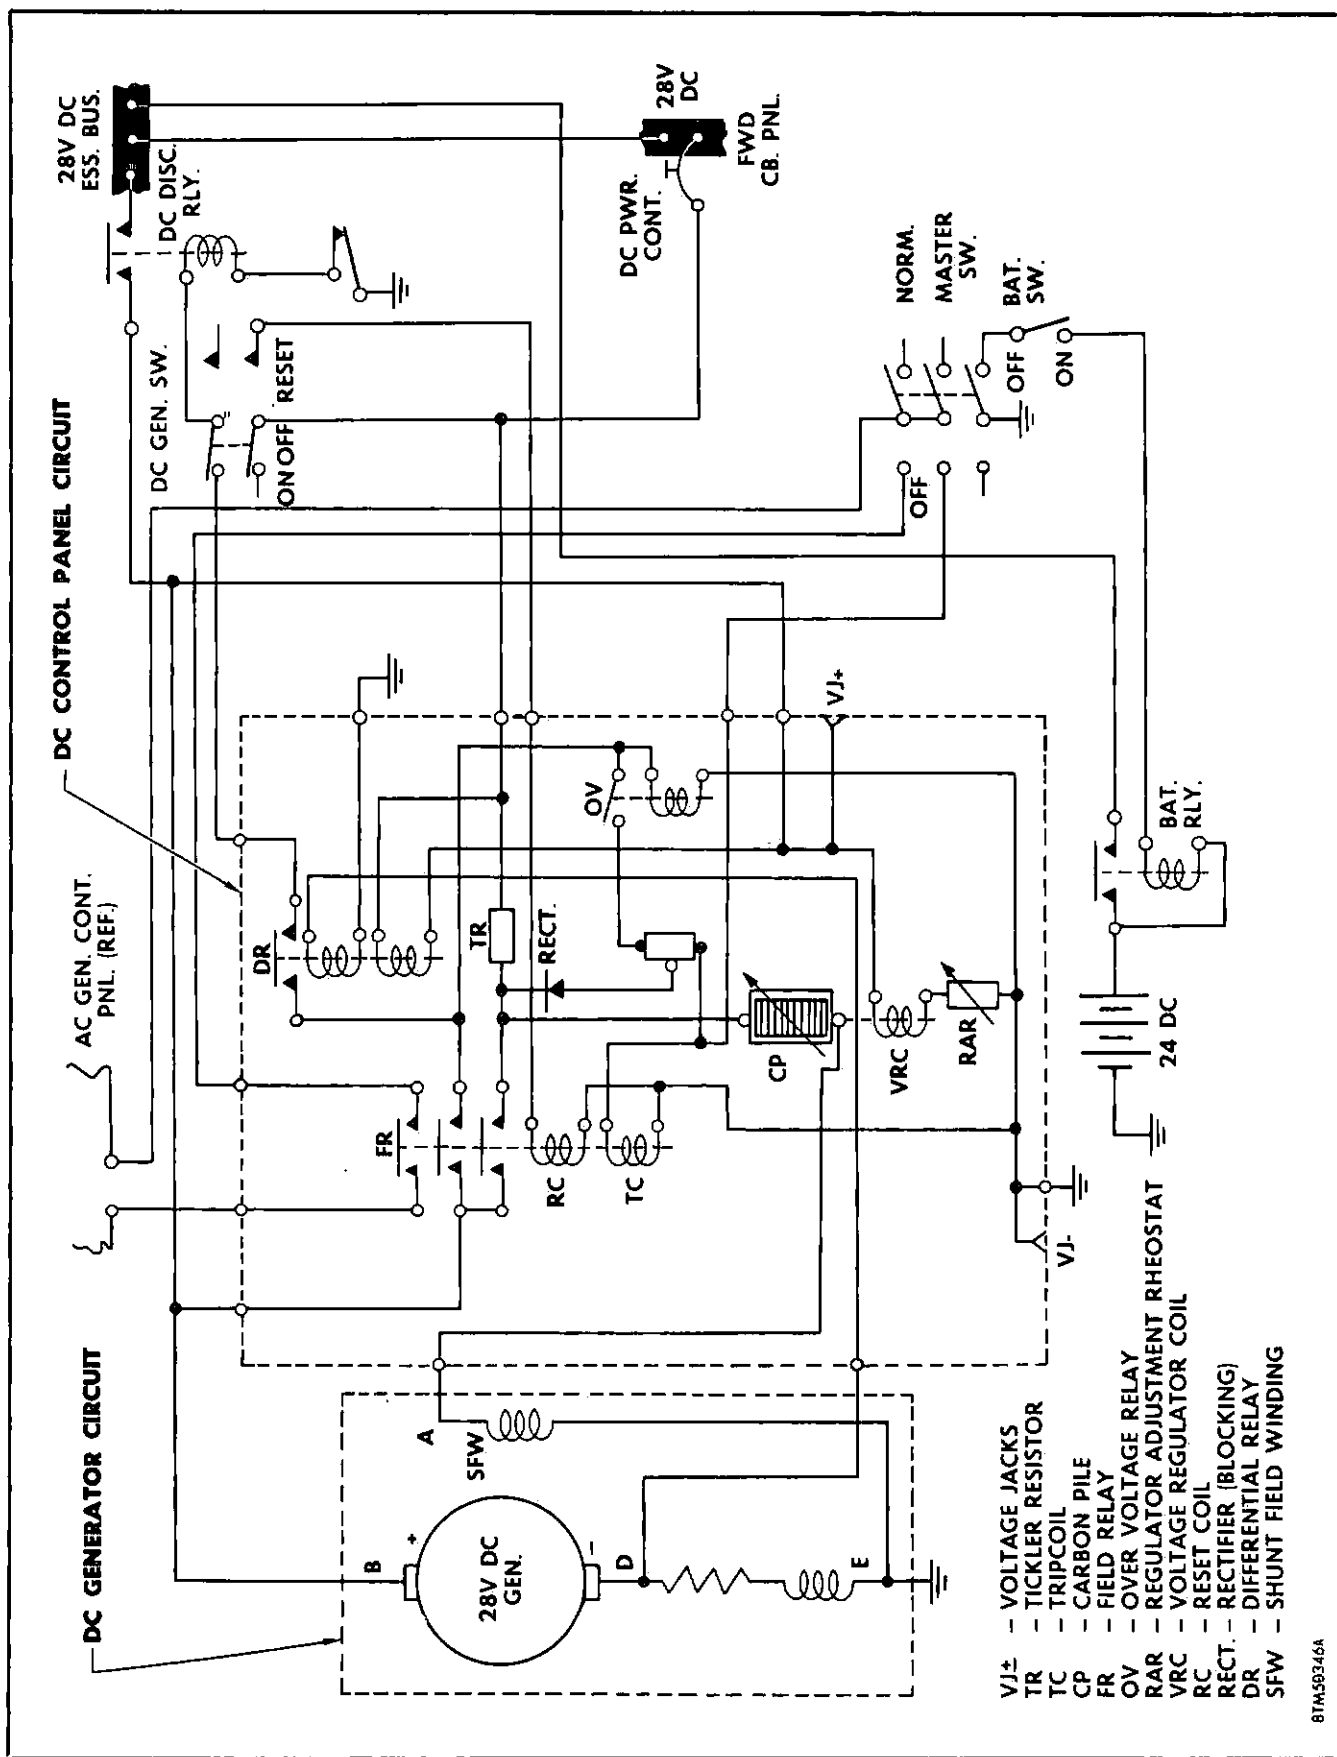 DC GENERATOR CIRCUIT
DC CONTROL PANEL CIRCUIT
28V DC
ESS. BUS.
DC DISC.
RLY.
DC GEN. SW.
ON OFF RESET
AC GEN. CONT.
PNL. (REF.)
28V
DC
FWD
CB. PNL.
DC PWR.
CONT.
NORM.
MASTER
SW.
BAT.
SW.
OFF
ON
OFF
DR
FR
TR
RECT.
OV
VJ+
RC
TC
CP
VRC
RAR
BAT.
RLY.
24 DC
VJ-
A
SFW
B
+
28V DC
GEN.
-
D
E
VJ± - VOLTAGE JACKS
TR - TICKLER RESISTOR
TC - TRIPCOIL
CP - CARBON PILE
FR - FIELD RELAY
OV - OVER VOLTAGE RELAY
RAR - REGULATOR ADJUSTMENT RHEOSTAT
VRC - VOLTAGE REGULATOR COIL
RC - RESET COIL
RECT. - RECTIFIER (BLOCKING)
DR - DIFFERENTIAL RELAY
SFW - SHUNT FIELD WINDING
8TM50346A